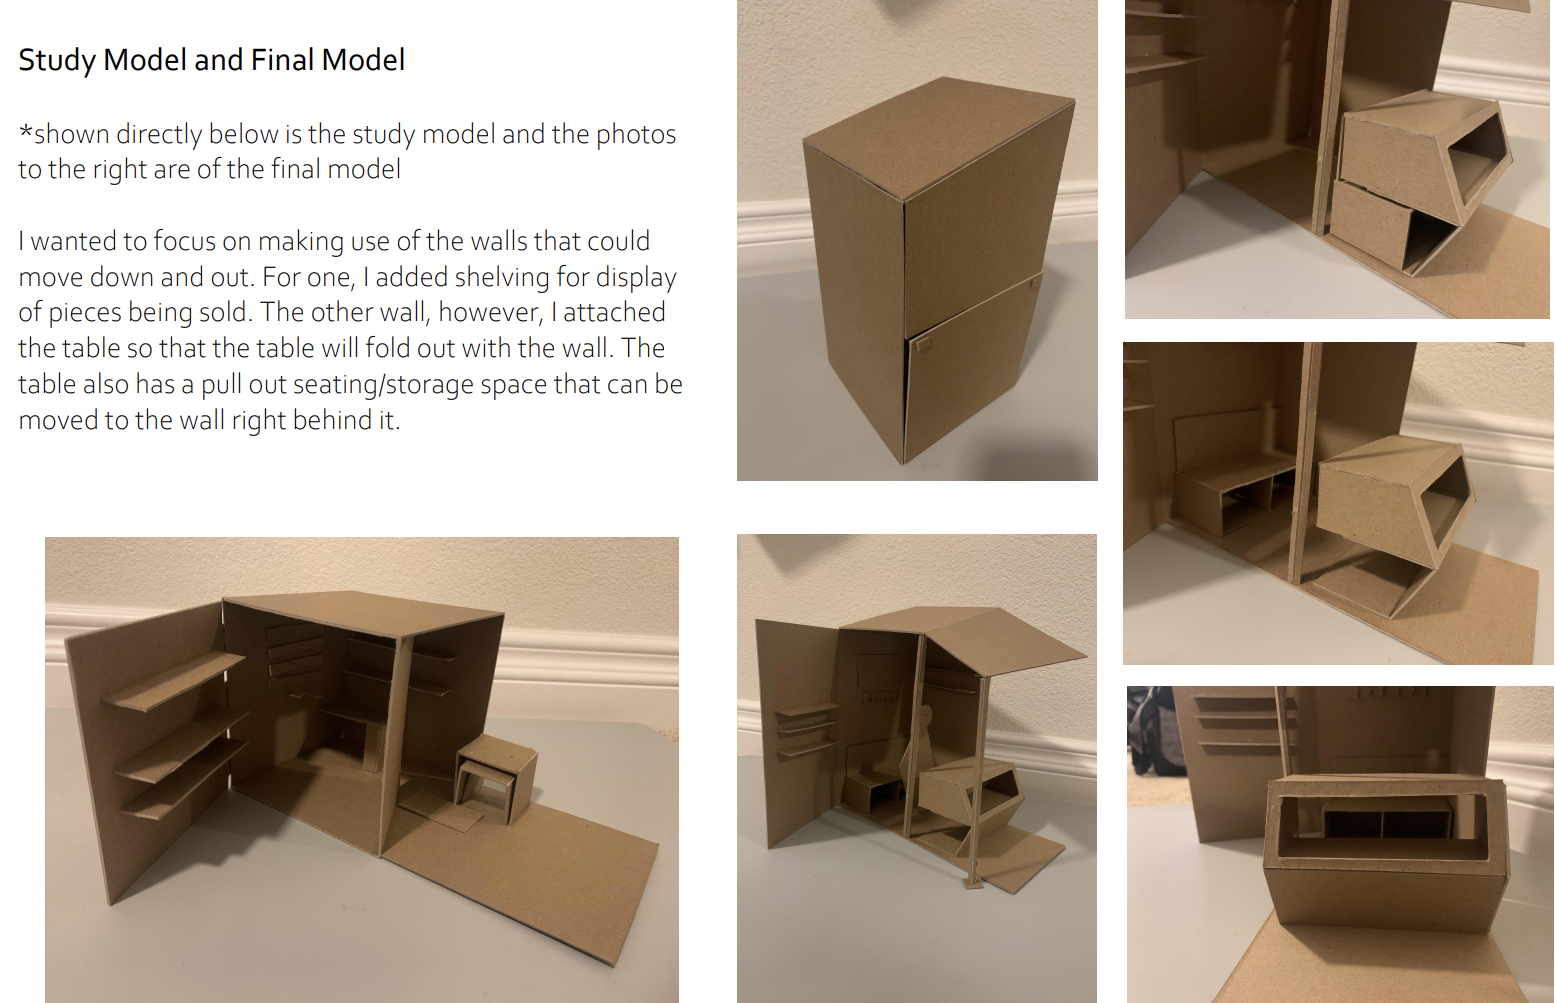 Study Model and Final Model
*shown directly below is the study model and the photos
to the right are of the final model
I wanted to focus on making use of the walls that could
move down and out. For one, I added shelving for display
of pieces being sold. The other wall, however, I attached
the table so that the table will fold out with the wall. The
table also has a pull out seating/storage space that can be
moved to the wall right behind it.